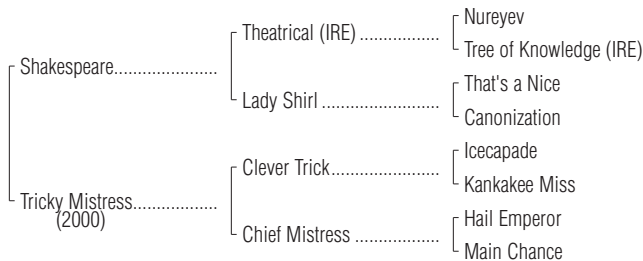 Nureyev
Theatrical (IRE) .................
Tree of Knowledge (IRE)
Shakespeare......................
That's a Nice
Lady Shirl .........................
Canonization
Icecapade
Clever Trick.......................
Kankakee Miss
Tricky Mistress..................
(2000)
Hail Emperor
Chief Mistress ..................
Main Chance